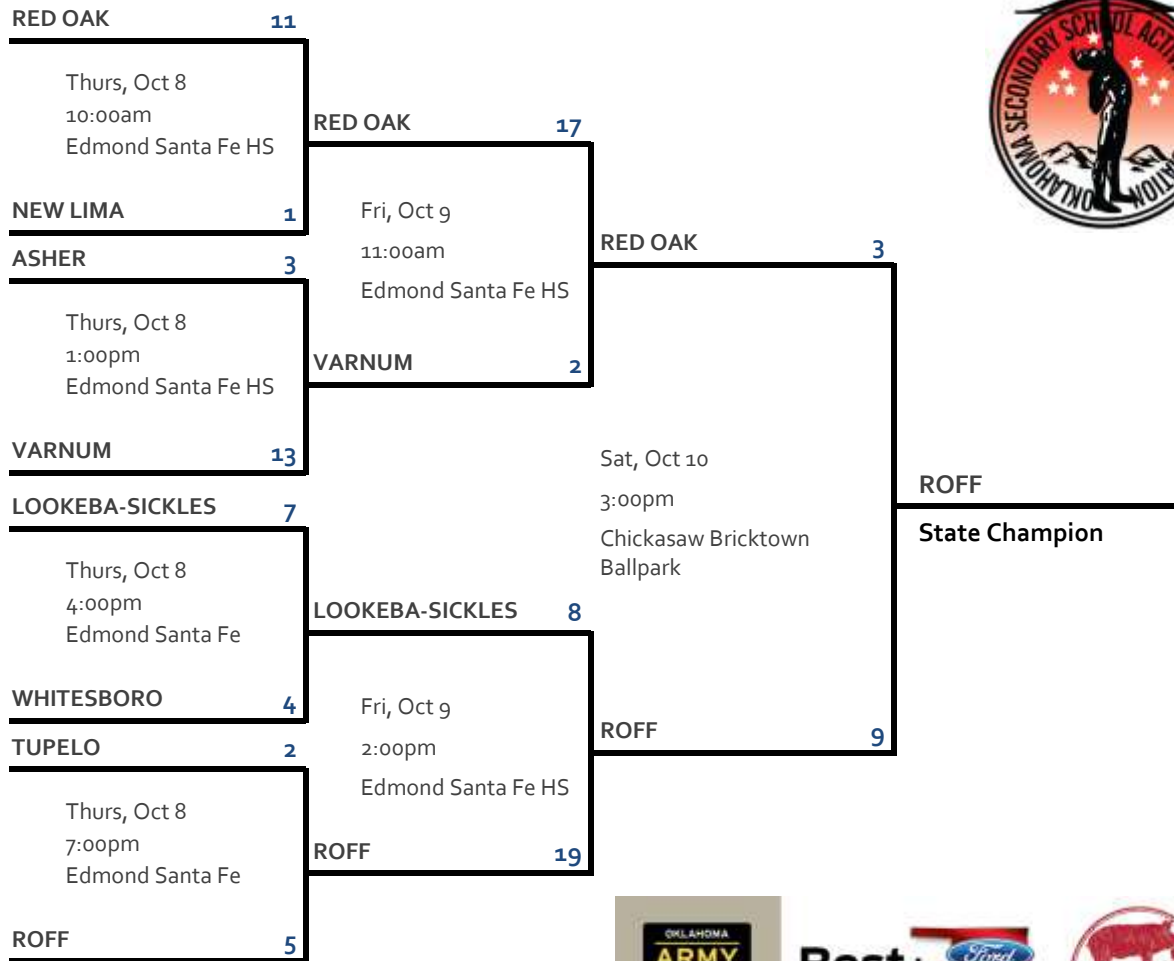 RED OAK 11
Thurs, Oct 8
10:00am
Edmond Santa Fe HS
NEW LIMA 1
ASHER 3
Thurs, Oct 8
1:00pm
Edmond Santa Fe HS
VARNUM 13
LOOKEBA-SICKLES 7
Thurs, Oct 8
4:00pm
Edmond Santa Fe
WHITESBORO 4
TUPELO 2
Thurs, Oct 8
7:00pm
Edmond Santa Fe
ROFF 5
RED OAK 17
Fri, Oct 9
11:00am
Edmond Santa Fe HS
VARNUM 2
LOOKEBA-SICKLES 8
Fri, Oct 9
2:00pm
Edmond Santa Fe HS
ROFF 19
RED OAK 3
Sat, Oct 10
3:00pm
Chickasaw Bricktown
Ballpark
ROFF 9
ROFF
State Champion
OKLAHOMA SECONDARY SCHOOL
OKLAHOMA
ARMY
Best
Ford